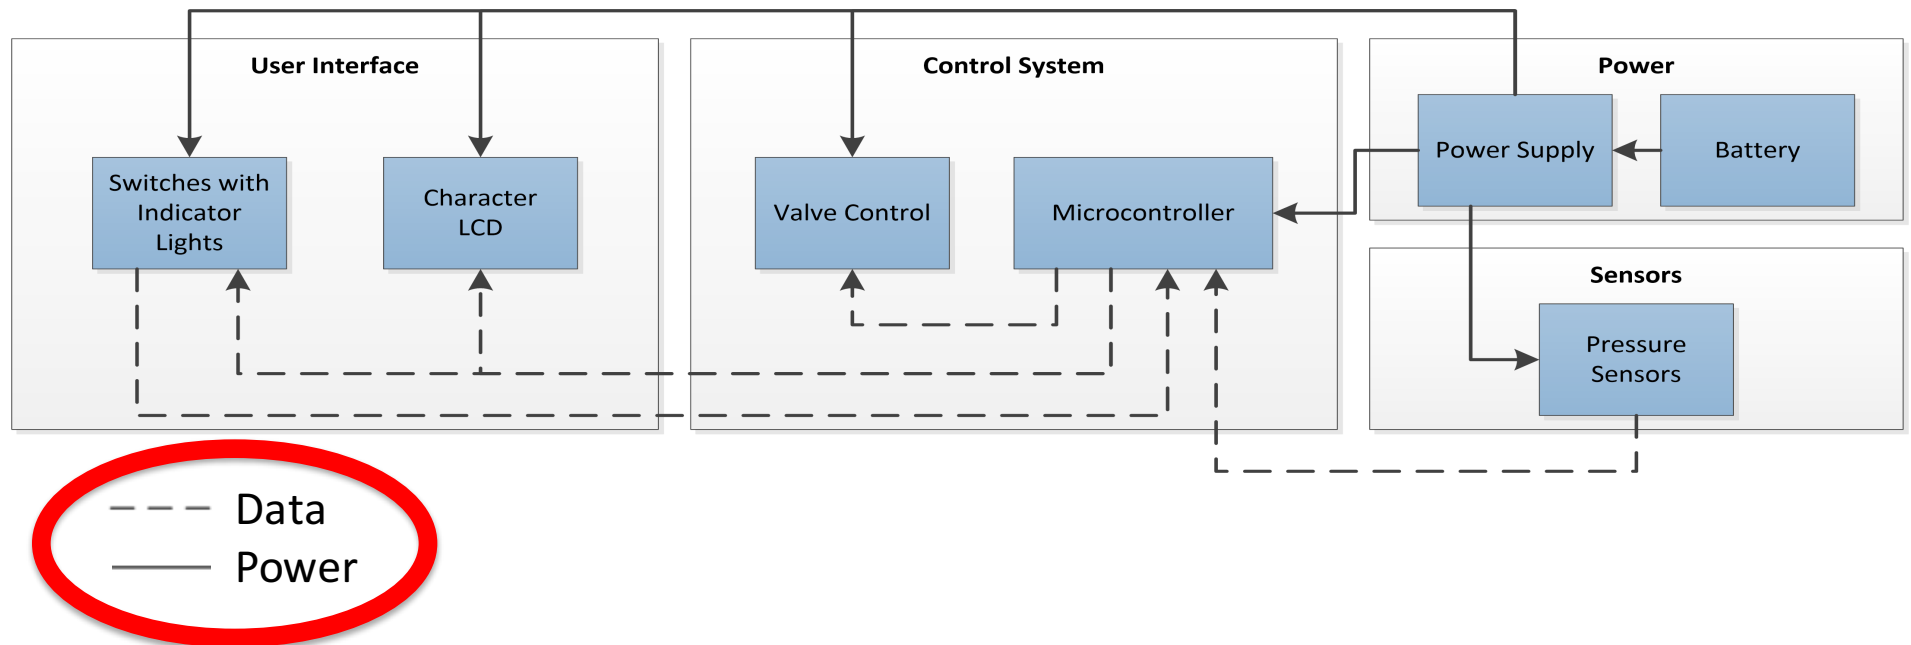 User Interface
Control System
Power
Switches with
Indicator
Lights
Character
LCD
Valve Control
Microcontroller
Power Supply
Battery
Sensors
Pressure
Sensors
Data
Power